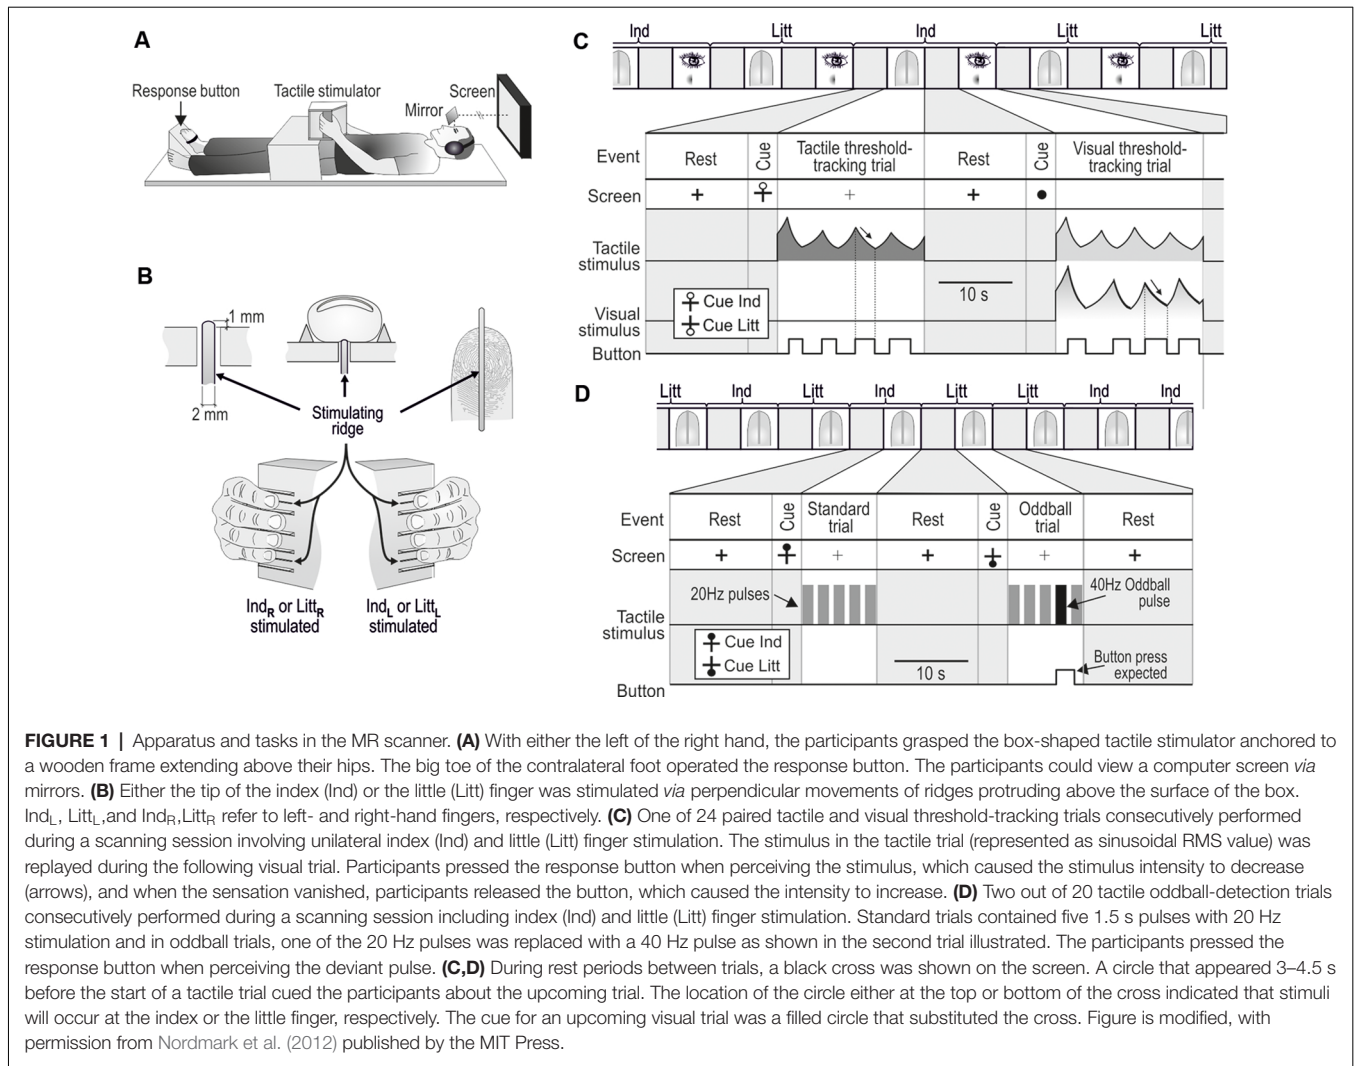 A
Response button
Tactile stimulator
Screen
Mirror
B
1 mm
2 mm
Stimulating
ridge
IndR or LittR
stimulated
IndL or LittL
stimulated
C
Ind Litt Ind Litt Litt
Event Rest Cue Tactile threshold-
tracking trial Rest Cue Visual threshold-
tracking trial
Screen
Tactile
stimulus
10 s
Cue Ind
Cue Litt
Visual
stimulus
Button
D
Litt Ind Litt Ind Litt Litt Ind Ind
Event Rest Cue Standard
trial Rest Cue Oddball
trial Rest
Screen
20Hz pulses
40Hz Oddball
pulse
Tactile
stimulus
Cue Ind
Cue Litt
10 s
Button press
expected
Button
FIGURE 1 | Apparatus and tasks in the MR scanner. (A) With either the left of the right hand, the participants grasped the box-shaped tactile stimulator anchored to
a wooden frame extending above their hips. The big toe of the contralateral foot operated the response button. The participants could view a computer screen via
mirrors. (B) Either the tip of the index (Ind) or the little (Litt) finger was stimulated via perpendicular movements of ridges protruding above the surface of the box.
IndL, LittL,and IndR,LittR refer to left- and right-hand fingers, respectively. (C) One of 24 paired tactile and visual threshold-tracking trials consecutively performed
during a scanning session involving unilateral index (Ind) and little (Litt) finger stimulation. The stimulus in the tactile trial (represented as sinusoidal RMS value) was
replayed during the following visual trial. Participants pressed the response button when perceiving the stimulus, which caused the stimulus intensity to decrease
(arrows), and when the sensation vanished, participants released the button, which caused the intensity to increase. (D) Two out of 20 tactile oddball-detection trials
consecutively performed during a scanning session including index (Ind) and little (Litt) finger stimulation. Standard trials contained five 1.5 s pulses with 20 Hz
stimulation and in oddball trials, one of the 20 Hz pulses was replaced with a 40 Hz pulse as shown in the second trial illustrated. The participants pressed the
response button when perceiving the deviant pulse. (C,D) During rest periods between trials, a black cross was shown on the screen. A circle that appeared 3–4.5 s
before the start of a tactile trial cued the participants about the upcoming trial. The location of the circle either at the top or bottom of the cross indicated that stimuli
will occur at the index or the little finger, respectively. The cue for an upcoming visual trial was a filled circle that substituted the cross. Figure is modified, with
permission from Nordmark et al. (2012) published by the MIT Press.